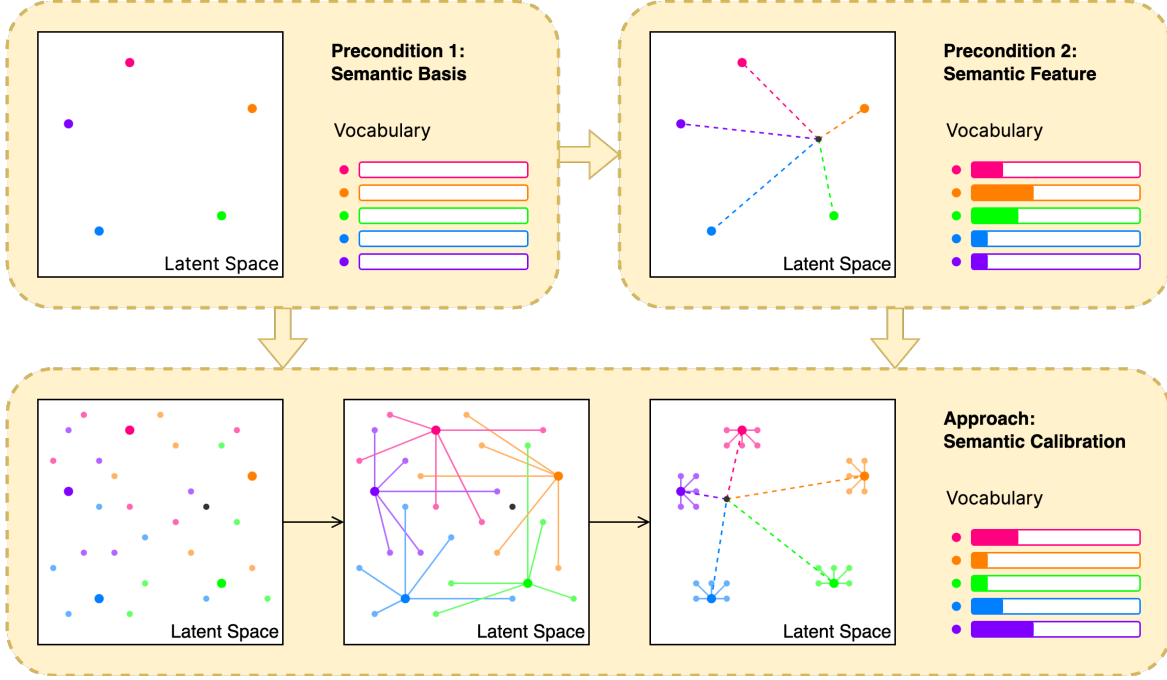 Precondition 1:
Semantic Basis
Vocabulary
Latent Space
Precondition 2:
Semantic Feature
Vocabulary
Latent Space
Approach:
Semantic Calibration
Vocabulary
Latent Space
Latent Space
Latent Space